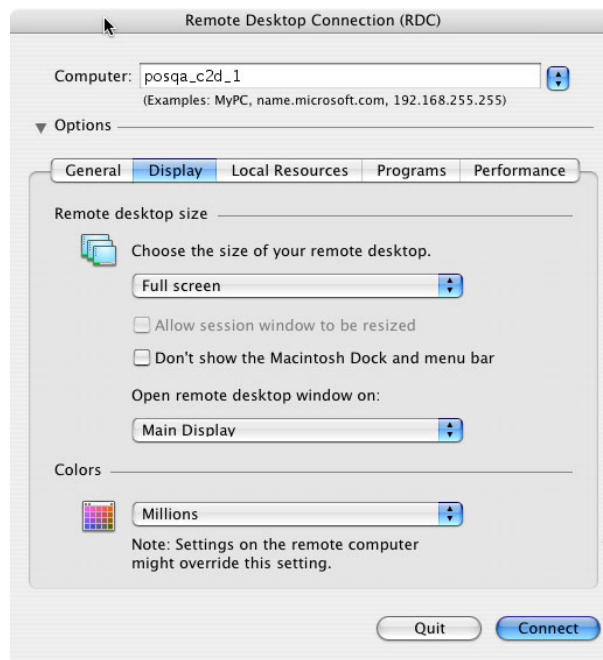 Remote Desktop Connection (RDC)
Computer: posqa_c2d_1
(Examples: MyPC, name.microsoft.com, 192.168.255.255)
Options
General Display Local Resources Programs Performance
Remote desktop size
Choose the size of your remote desktop.
Full screen
Allow session window to be resized
Don't show the Macintosh Dock and menu bar
Open remote desktop window on:
Main Display
Colors
Millions
Note: Settings on the remote computer
might override this setting.
Quit Connect